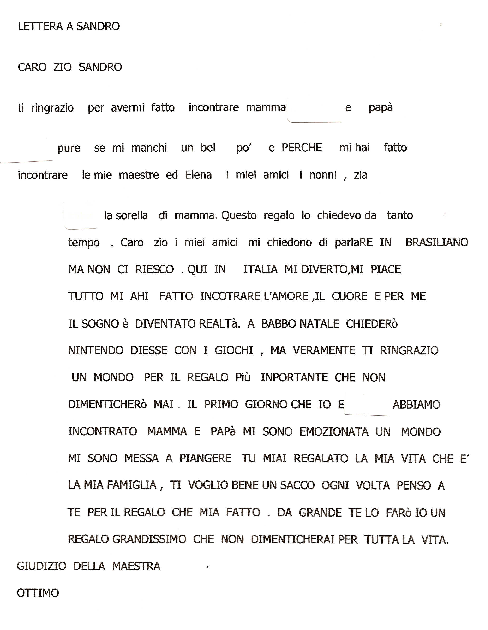 LETTERA A SANDRO
CARO ZIO SANDRO
ti ringrazio per avermi fatto incontrare mamma e papà
pure se mi manchi un bel po' e PERCHE mi hai fatto
incontrare le mie maestre ed Elena i miei amici i nonni , zia
la sorella di mamma. Questo regalo lo chiedevo da tanto
tempo . Caro zio i miei amici mi chiedono di parlaRE IN BRASILIANO
MA NON CI RIESCO . QUI IN ITALIA MI DIVERTO,MI PIACE
TUTTO MI AHI FATTO INCOTRARE L'AMORE ,IL CUORE E PER ME
IL SOGNO è DIVENTATO REALTà. A BABBO NATALE CHIEDERò
NINTENDO DIESSE CON I GIOCHI , MA VERAMENTE TI RINGRAZIO
UN MONDO PER IL REGALO Più INPORTANTE CHE NON
DIMENTICHERò MAI . IL PRIMO GIORNO CHE IO E ABBIAMO
INCONTRATO MAMMA E PAPà MI SONO EMOZIONATA UN MONDO
MI SONO MESSA A PIANGERE TU MIAI REGALATO LA MIA VITA CHE E'
LA MIA FAMIGLIA , TI VOGLIO BENE UN SACCO OGNI VOLTA PENSO A
TE PER IL REGALO CHE MIA FATTO . DA GRANDE TE LO FARò IO UN
REGALO GRANDISSIMO CHE NON DIMENTICHERAI PER TUTTA LA VITA.
GIUDIZIO DELLA MAESTRA
OTTIMO